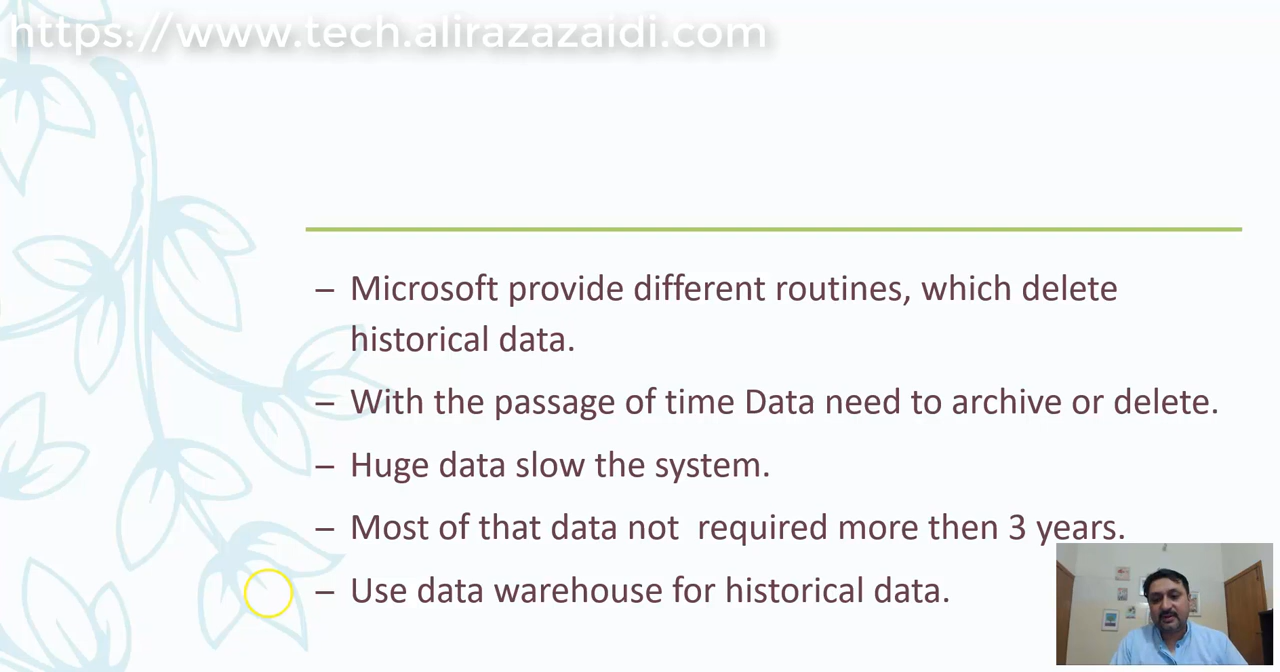 https://www.tech.alirazazaidi.com
– Microsoft provide different routines, which delete
historical data.
– With the passage of time Data need to archive or delete.
– Huge data slow the system.
– Most of that data not  required more then 3 years.
– Use data warehouse for historical data.